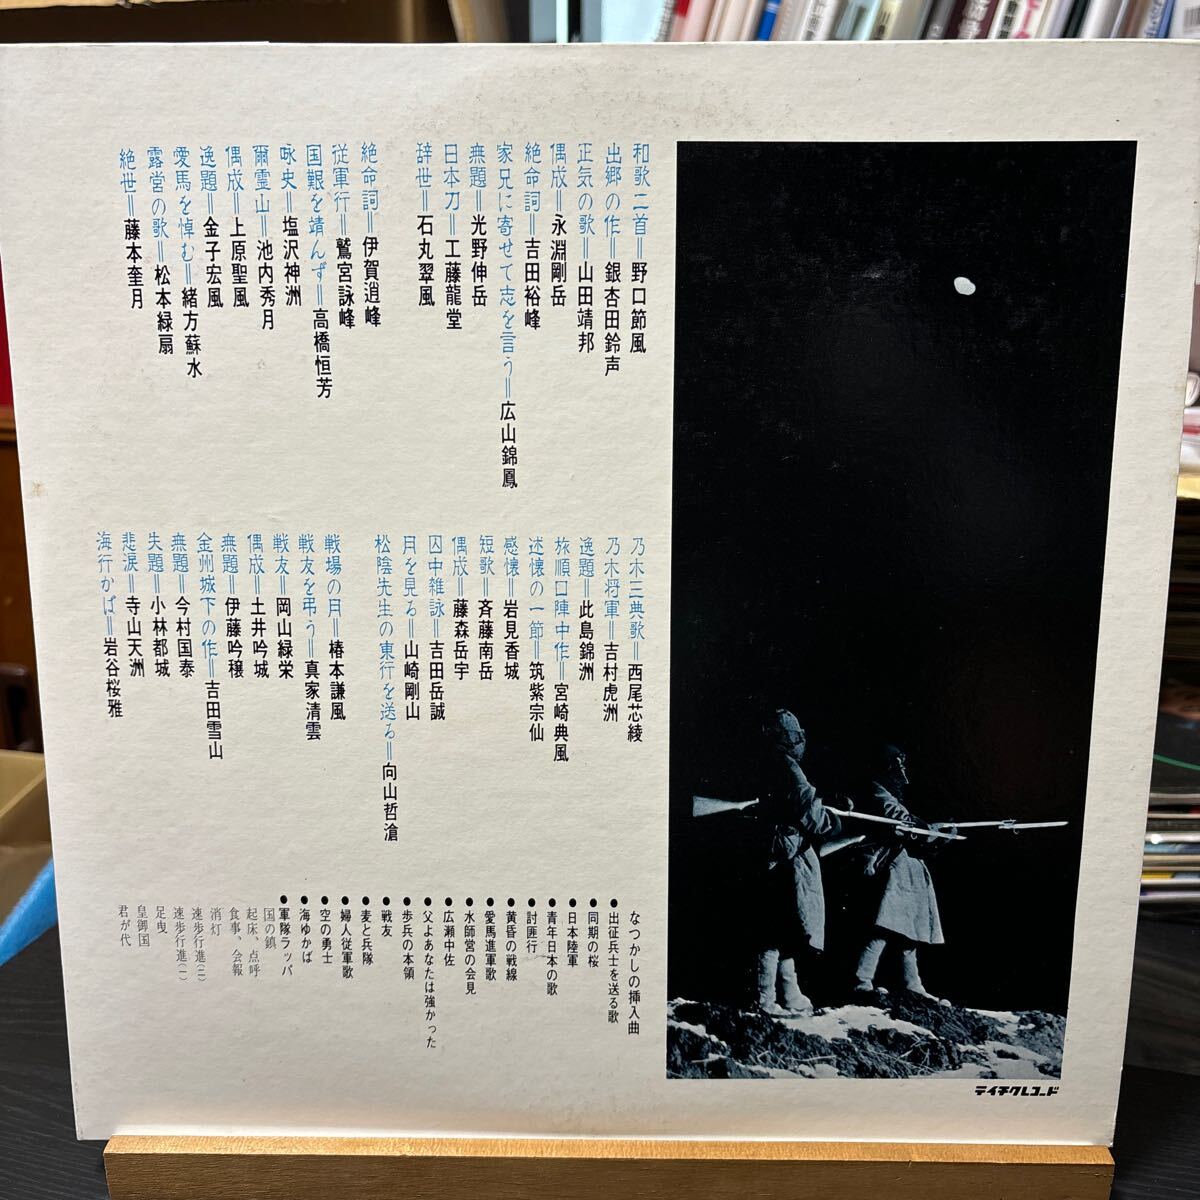 和歌二首＝野口節風
出郷の作＝銀杏田鈴声
正気の歌＝山田靖邦
偶成＝永淵剛岳
絶命詞＝吉田裕峰
家兄に寄せて志を言う＝広山錦鳳
無題＝光野伸岳
日本刀＝工藤龍堂
辞世＝石丸翠風
絶命詞＝伊賀逍峰
従軍行＝鷲宮詠峰
国難を靖んず＝高橋恒芳
咏史＝塩沢神洲
爾霊山＝池内秀月
偶成＝上原聖風
逸題＝金子宏風
愛馬を悼む＝緒方蘇水
露営の歌＝松本緑扇
絶世＝藤本奎月
乃木三典歌＝西尾芯綾
乃木将軍＝吉村虎洲
逸題＝此島錦洲
旅順口陣中作＝宮崎典風
述懐の一節＝筑紫宗仙
感懐＝岩見香城
短歌＝斉藤南岳
偶成＝藤森岳宇
囚中雑詠＝吉田岳誠
月を見る＝山崎剛山
松陰先生の東行を送る＝向山哲滄
戦場の月＝椿本謙風
戦友を弔う＝真家清雲
戦友＝岡山緑栄
偶成＝土井吟城
無題＝伊藤吟穣
金州城下の作＝吉田雪山
無題＝今村国泰
失題＝小林都城
悲涙＝寺山天洲
海行かば＝岩谷桜雅
なつかしの挿入曲
●出征兵士を送る歌
●同期の桜
●日本陸軍
●青年日本の歌
●討匪行
●黄昏の戦線
●愛馬進軍歌
●水師営の会見
●広瀬中佐
●父よあなたは強かった
●歩兵の本領
●戦友
●麦と兵隊
●婦人従軍歌
●空の勇士
●海ゆかば
●軍隊ラッパ
国の鎮
起床、点呼
食事、会報
消灯
速歩行進(二)
速歩行進(一)
足曳
皇御国
君が代
テイチクレコード